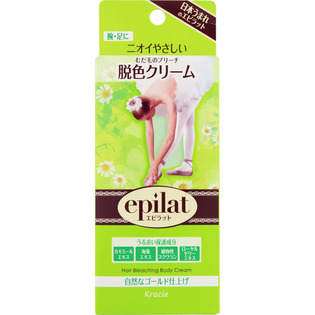 日本うまれ
のエピラット
腕・足に
ニオイやさしい
むだ毛のブリーチ
脱色クリーム
epilat
エピラット
うるおい保護成分
カモミール
エキス
海藻
エキス
植物性
スクワラン
ローヤル
ゼリーエキス
Hair Bleaching Body Cream
自然なゴールド仕上げ
Kracie